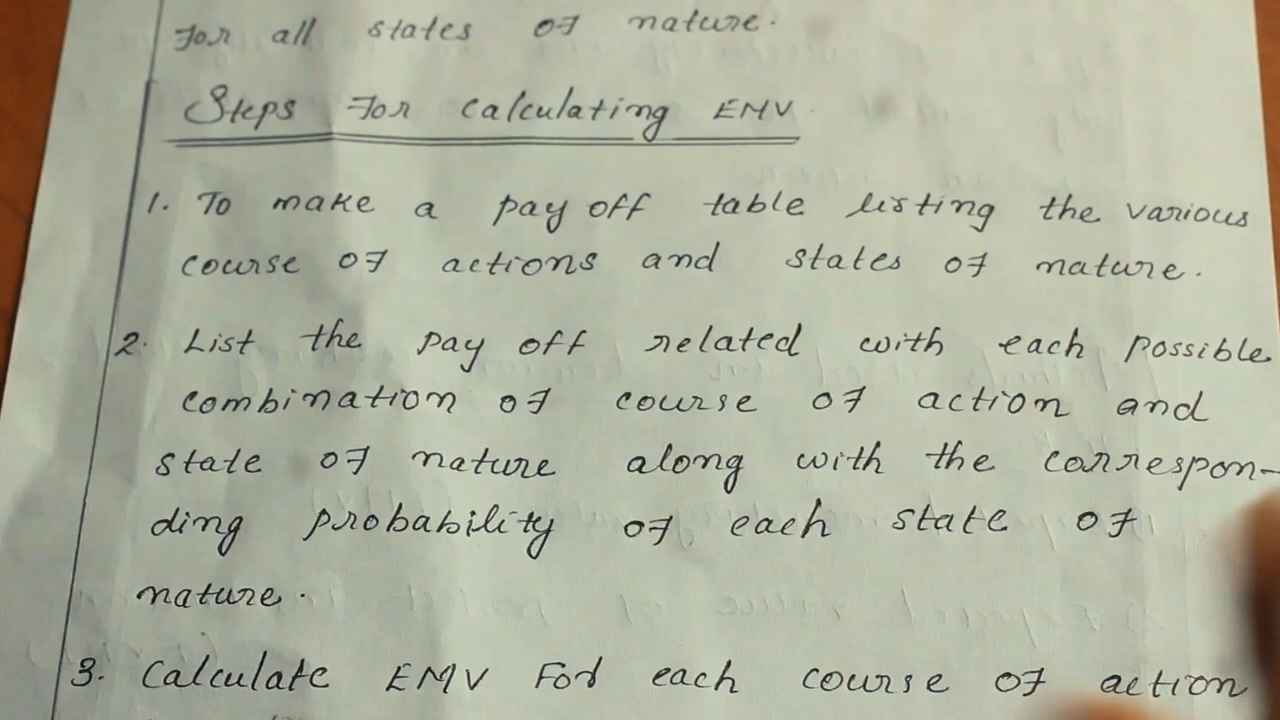 for all states of nature.
Steps for calculating EMV
1. To make a pay off table listing the various
course of actions and states of nature.
2. List the pay off related with each possible
combination of course of action and
state of nature along with the correspon-
ding probability of each state of
nature.
3. Calculate EMV For each course of action